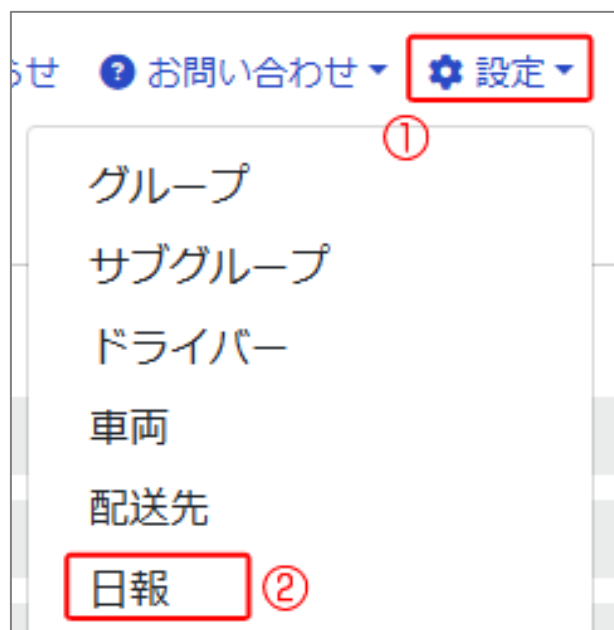 せ お問い合わせ 設定
①
グループ
サブグループ
ドライバー
車両
配送先
日報 ②